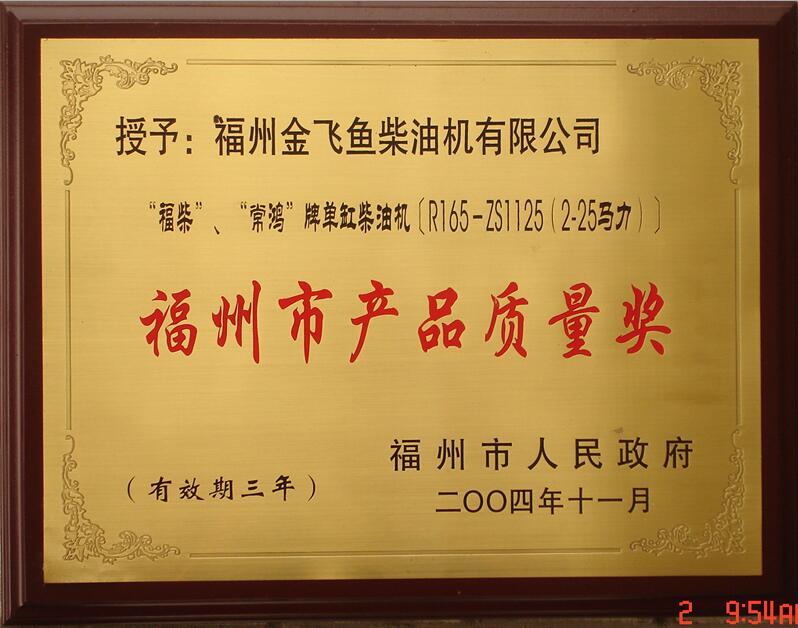 授予：福州金飞鱼柴油机有限公司
“福柴”、“常鸿”牌单缸柴油机〔R165-ZS1125(2-25马力)〕
福州市产品质量奖
福州市人民政府
（有效期三年）
二〇〇四年十一月
2 9:54AM